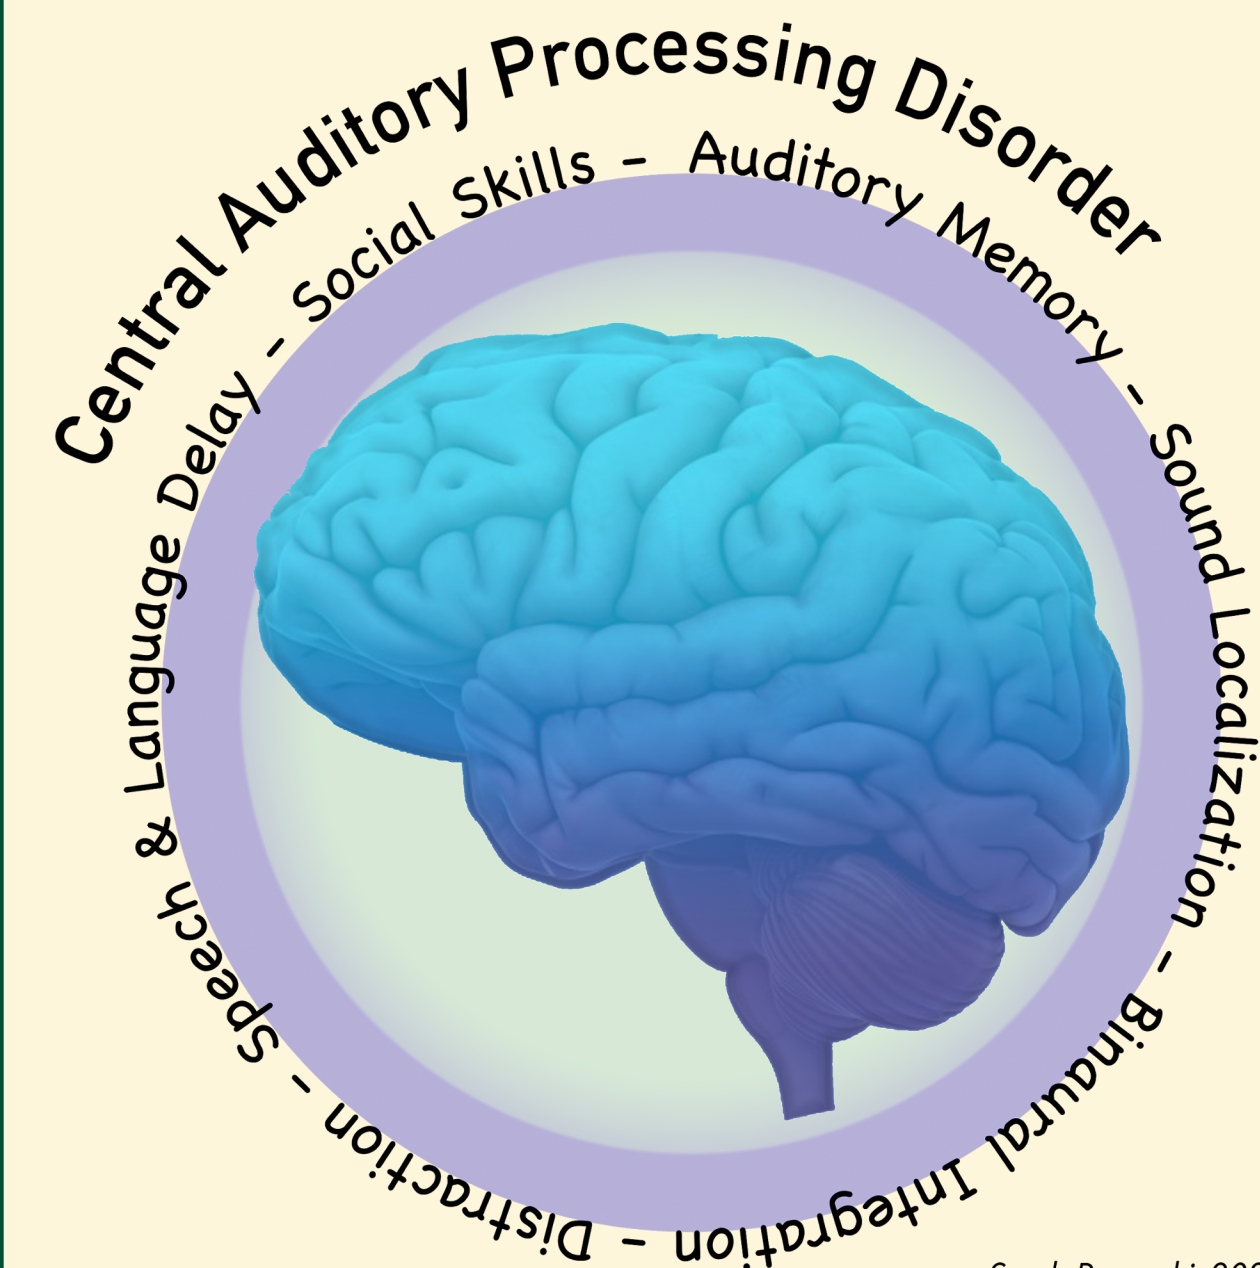 Central Auditory Processing Disorder
Auditory Memory - Sound Localization - Binaural Integration - Distraction - Speech & Language Delay - Social Skills -